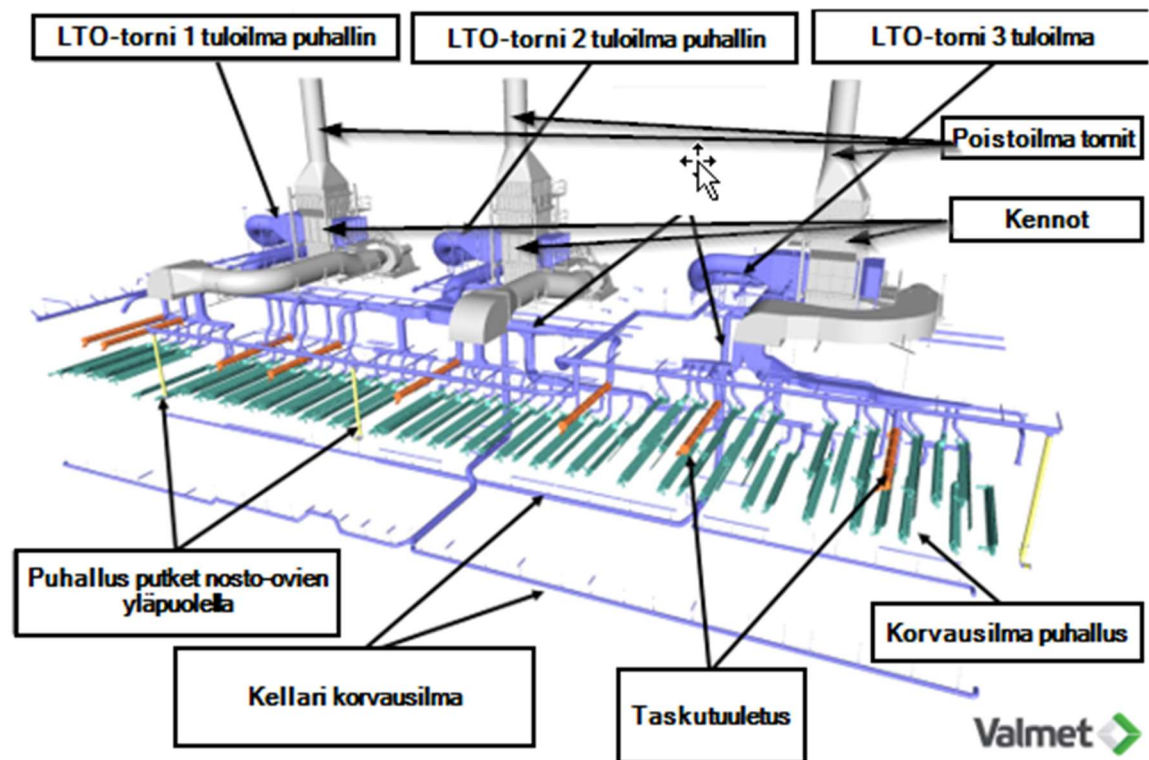 LTO-torni 1 tuloilma puhallin
LTO-torni 2 tuloilma puhallin
LTO-torni 3 tuloilma
Poistoilma tornit
Kennot
Puhallus putket nosto-ovien
yläpuolella
Kellari korvausilma
Taskutuuletus
Korvausilma puhallus
Valmet